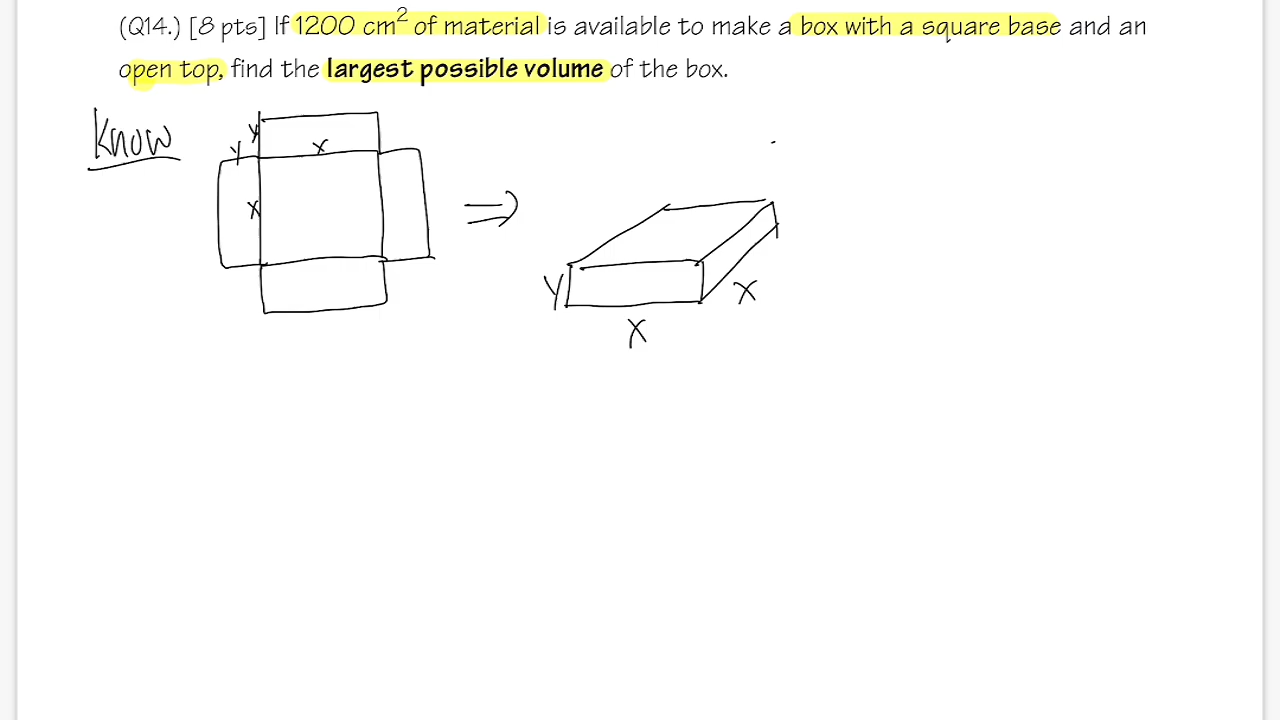 (Q14.) [8 pts] If 1200 cm² of material is available to make a box with a square base and an
open top, find the largest possible volume of the box.
Know
y
y
x
x
y
x
x